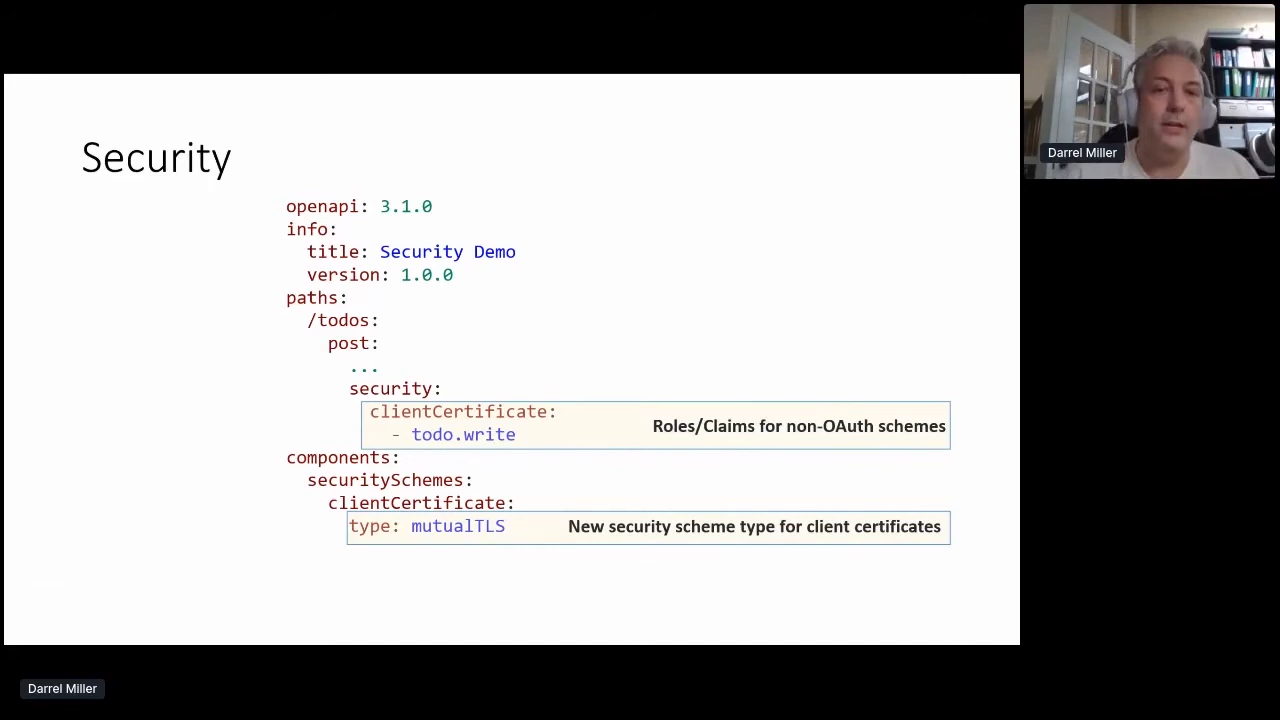 Security
openapi: 3.1.0
info:
title: Security Demo
version: 1.0.0
paths:
/todos:
post:
...
security:
clientCertificate:
- todo.write
Roles/Claims for non-OAuth schemes
components:
securitySchemes:
clientCertificate:
type: mutualTLS
New security scheme type for client certificates
Darrel Miller
Darrel Miller